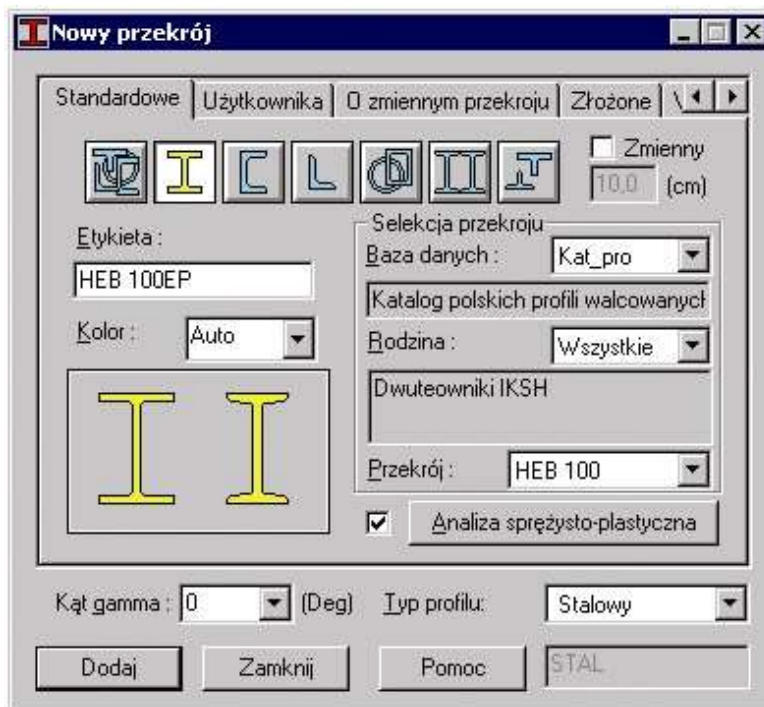 Nowy przekrój
Standardowe Użytkownika O zmiennym przekroju Złożone
Zmienny
10,0 (cm)
Etykieta :
HEB 100EP
Kolor : Auto
Selekcja przekroju
Baza danych : Kat_pro
Katalog polskich profili walcowanych
Rodzina : Wszystkie
Dwuteowniki IKSH
Przekrój : HEB 100
Analiza sprężysto-plastyczna
Kąt gamma : 0 (Deg) Typ profilu: Stalowy
Dodaj Zamknij Pomoc STAL